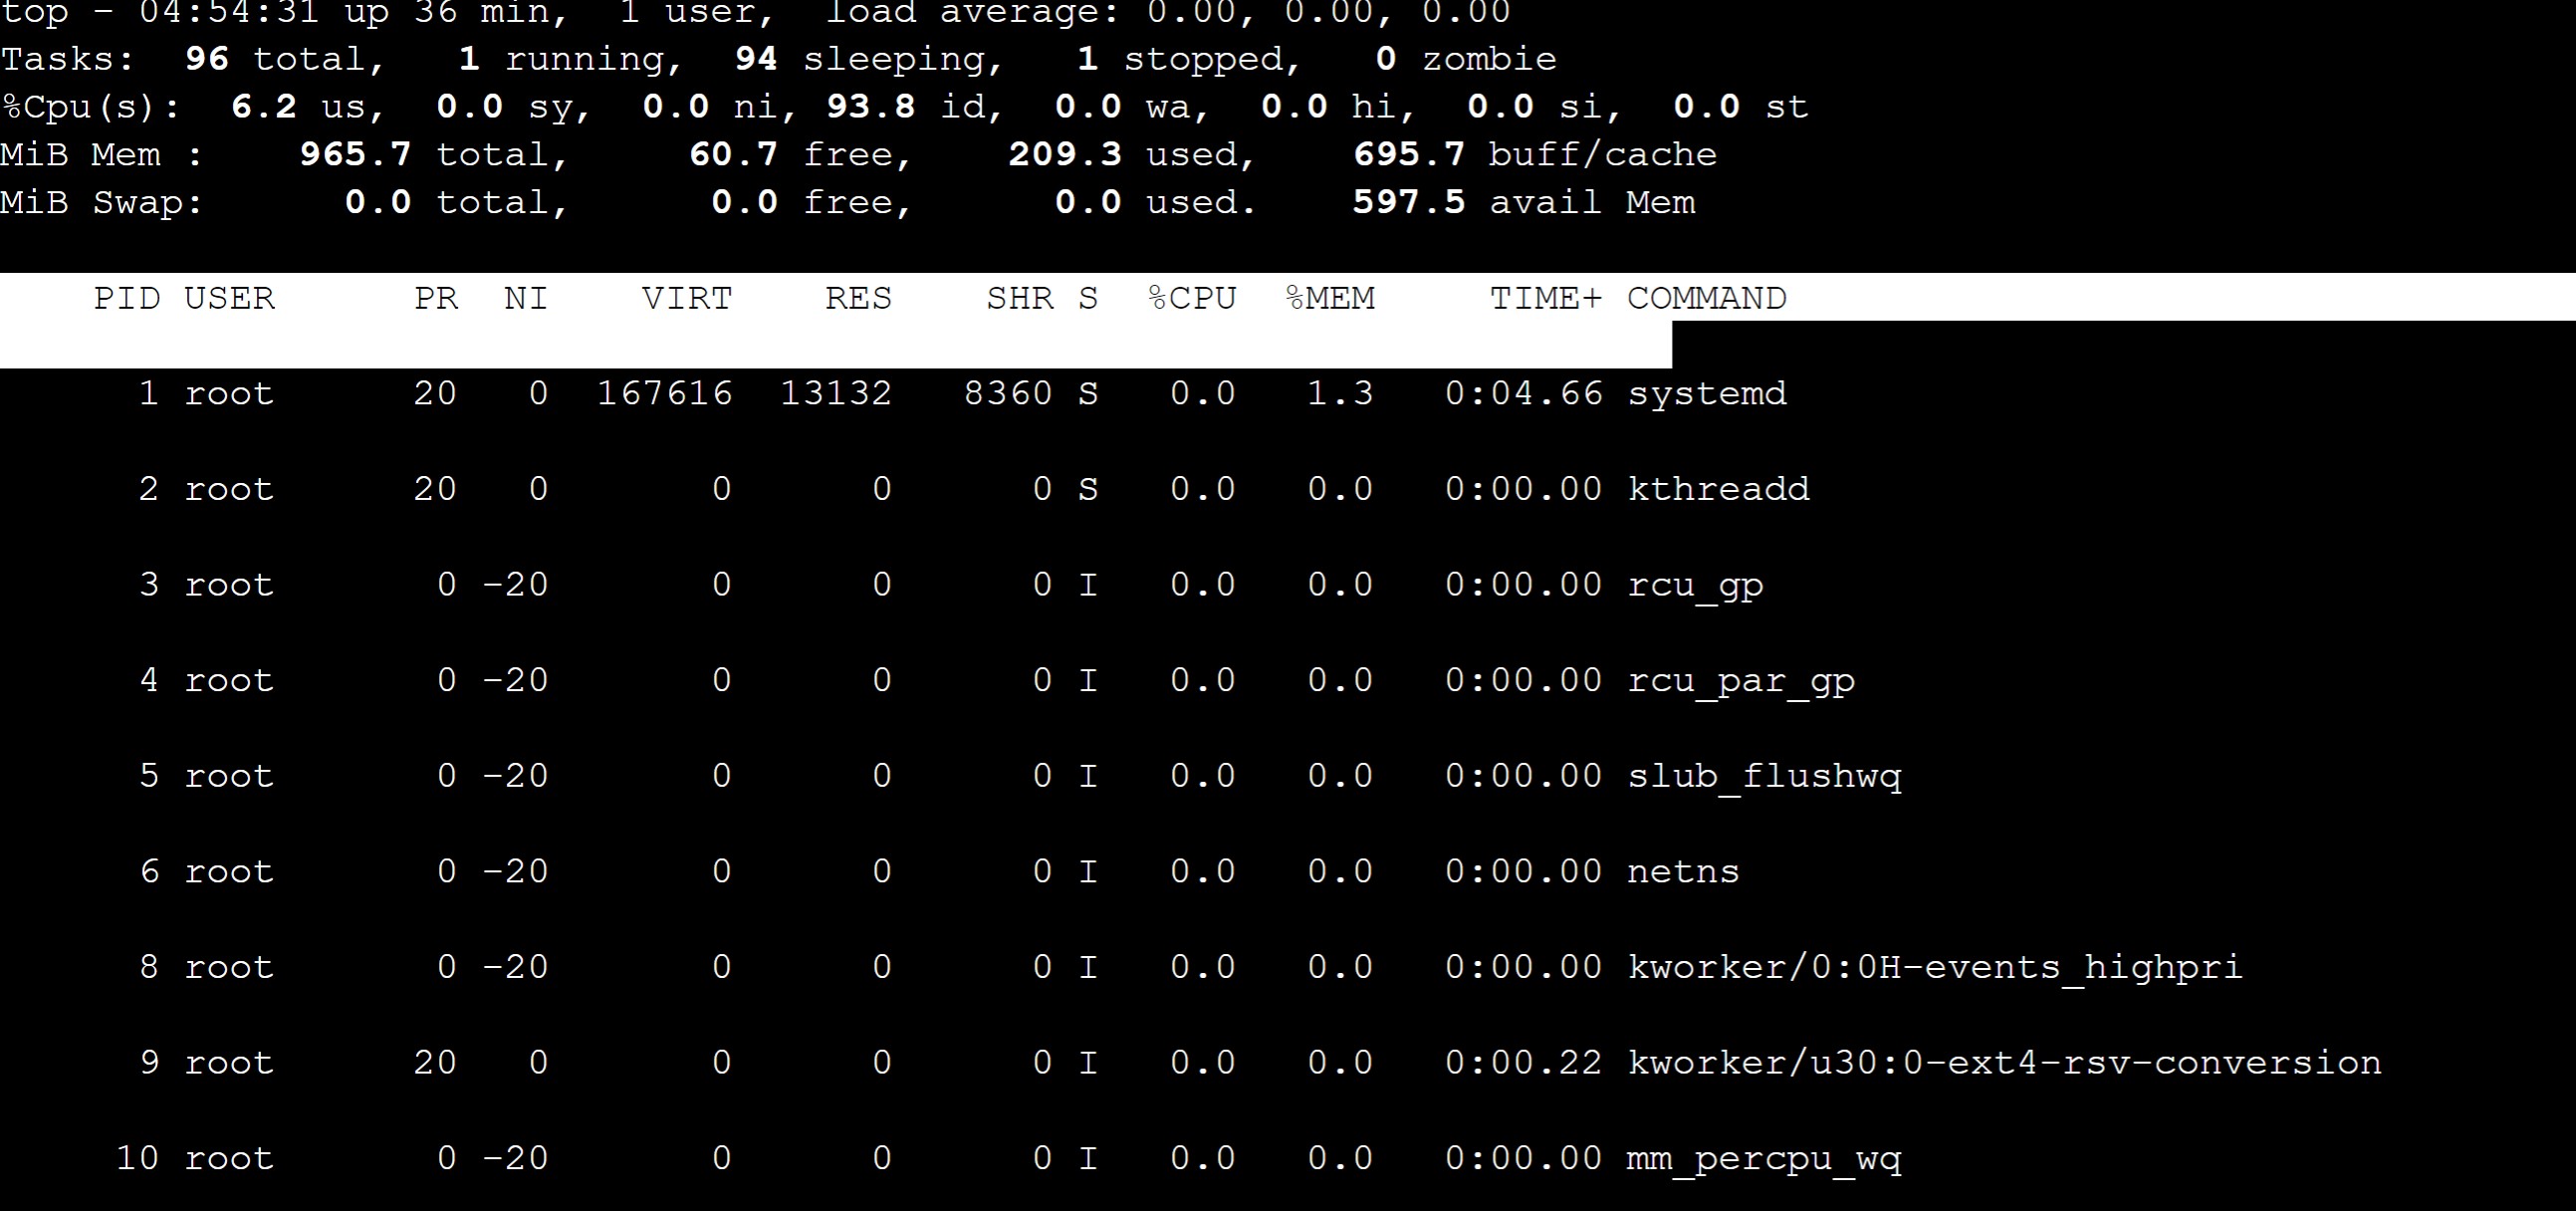 top - 04:54:31 up 36 min,  1 user,  load average: 0.00, 0.00, 0.00
Tasks:  96 total,   1 running,  94 sleeping,   1 stopped,   0 zombie
%Cpu(s):  6.2 us,  0.0 sy,  0.0 ni, 93.8 id,  0.0 wa,  0.0 hi,  0.0 si,  0.0 st
MiB Mem :    965.7 total,     60.7 free,    209.3 used,    695.7 buff/cache
MiB Swap:      0.0 total,      0.0 free,      0.0 used.    597.5 avail Mem
PID USER      PR  NI    VIRT    RES    SHR S  %CPU  %MEM     TIME+ COMMAND
1 root      20   0  167616  13132   8360 S   0.0   1.3   0:04.66 systemd
2 root      20   0       0      0      0 S   0.0   0.0   0:00.00 kthreadd
3 root       0 -20       0      0      0 I   0.0   0.0   0:00.00 rcu_gp
4 root       0 -20       0      0      0 I   0.0   0.0   0:00.00 rcu_par_gp
5 root       0 -20       0      0      0 I   0.0   0.0   0:00.00 slub_flushwq
6 root       0 -20       0      0      0 I   0.0   0.0   0:00.00 netns
8 root       0 -20       0      0      0 I   0.0   0.0   0:00.00 kworker/0:0H-events_highpri
9 root      20   0       0      0      0 I   0.0   0.0   0:00.22 kworker/u30:0-ext4-rsv-conversion
10 root       0 -20       0      0      0 I   0.0   0.0   0:00.00 mm_percpu_wq